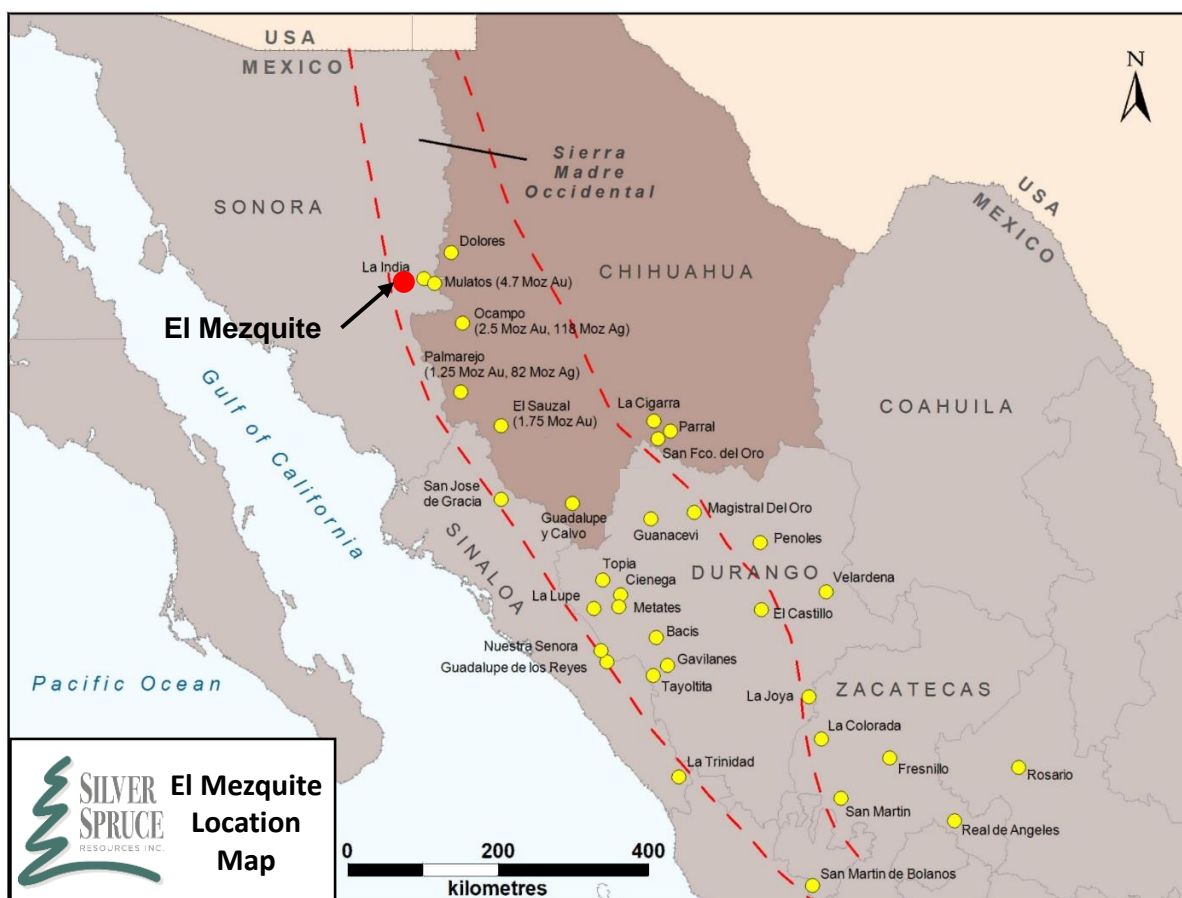 USA
MEXICO
N
Sierra
Madre
Occidental
USA
MEXICO
SONORA
Dolores
La India
CHIHUAHUA
Mulatos (4.7 Moz Au)
El Mezquite
Ocampo
(2.5 Moz Au, 118 Moz Ag)
Palmarejo
(1.25 Moz Au, 82 Moz Ag)
Gulf of California
El Sauzal
(1.75 Moz Au)
La Cigarra
Parral
San Fco. del Oro
COAHUILA
San Jose
de Gracia
Guadalupe
y Calvo
Guanacevi
Magistral Del Oro
Penoles
SINALOA
Topia
Cienega
DURANGO
Velardena
La Lupe
Metates
El Castillo
Bacis
Nuestra Senora
Guadalupe de los Reyes
Gavilanes
Tayoltita
Pacific Ocean
La Joya
ZACATECAS
La Colorada
Fresnillo
Rosario
La Trinidad
San Martin
Real de Angeles
San Martin de Bolanos
SILVER
SPRUCE
RESOURCES INC.
El Mezquite
Location
Map
0 200 400
kilometres